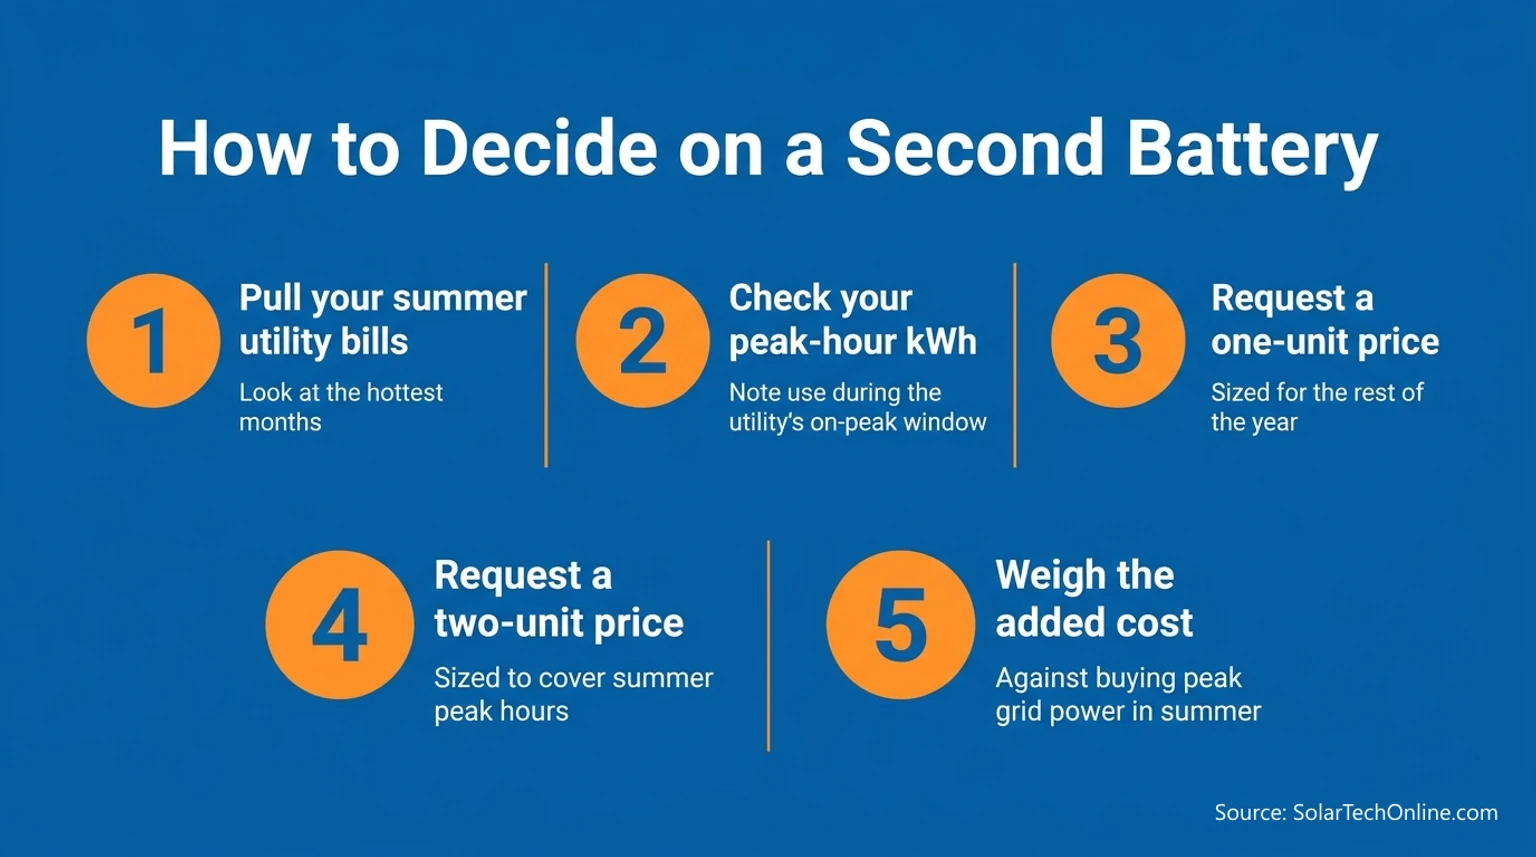 How to Decide on a Second Battery
1
Pull your summer
utility bills
Look at the hottest
months
2
Check your
peak-hour kWh
Note use during the
utility's on-peak window
3
Request a
one-unit price
Sized for the rest of
the year
4
Request a
two-unit price
Sized to cover summer
peak hours
5
Weigh the
added cost
Against buying peak
grid power in summer
Source: SolarTechOnline.com